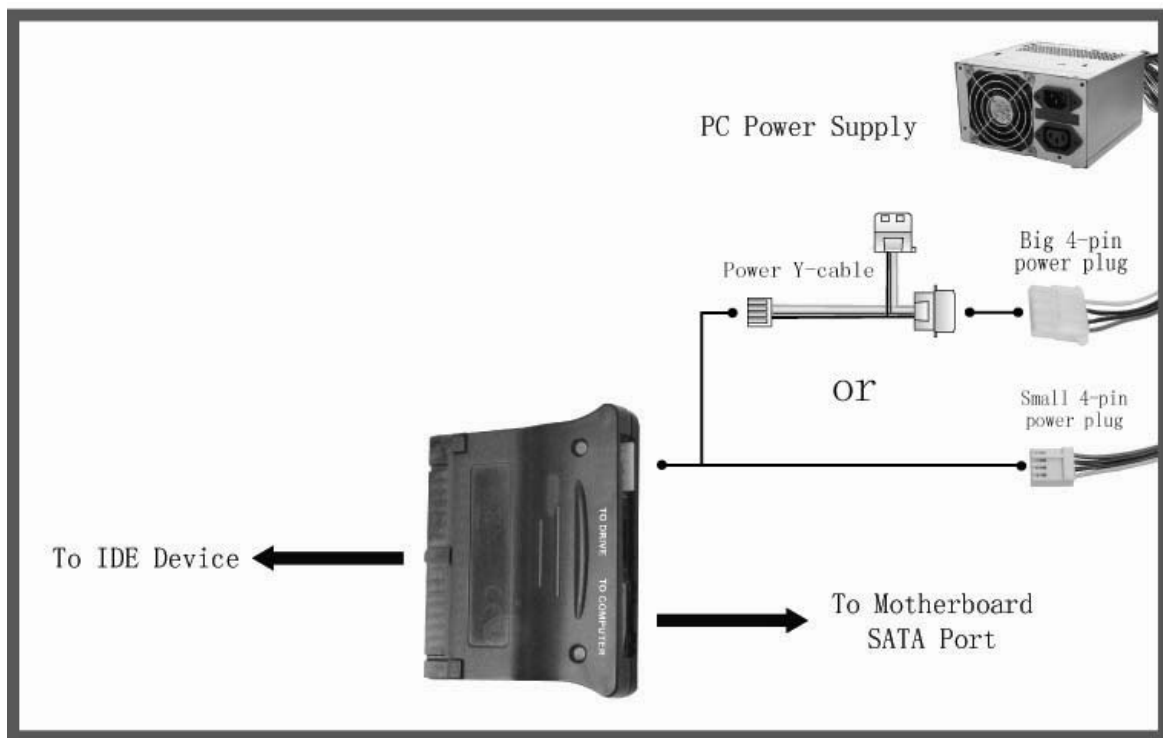 PC Power Supply
Power Y-cable
Big 4-pin
power plug
or
Small 4-pin
power plug
TO DRIVE
TO COMPUTER
To IDE Device
To Motherboard
SATA Port